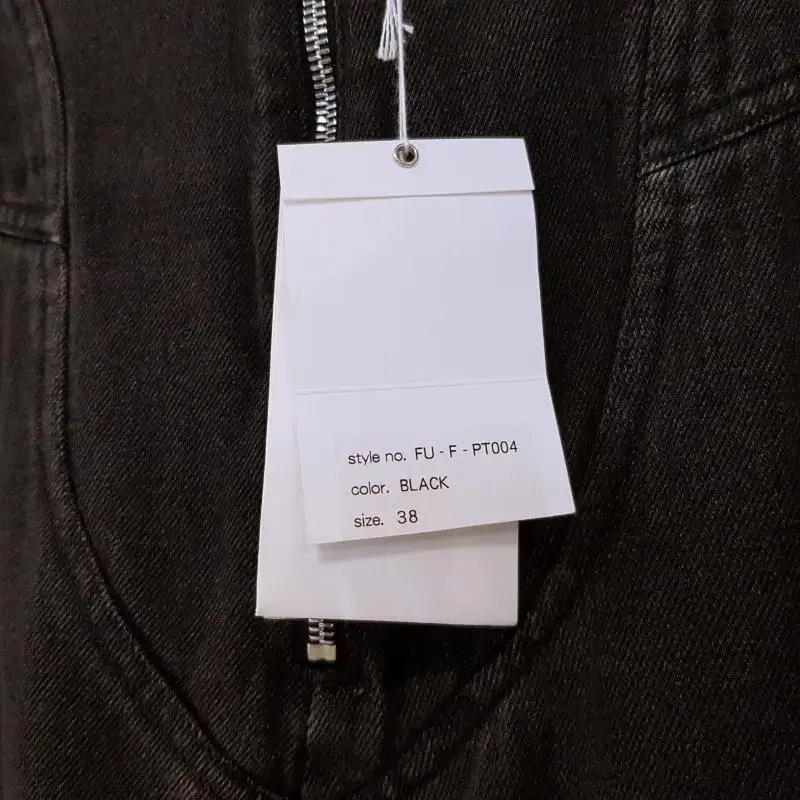 style no. FU - F - PT004
color. BLACK
size. 38